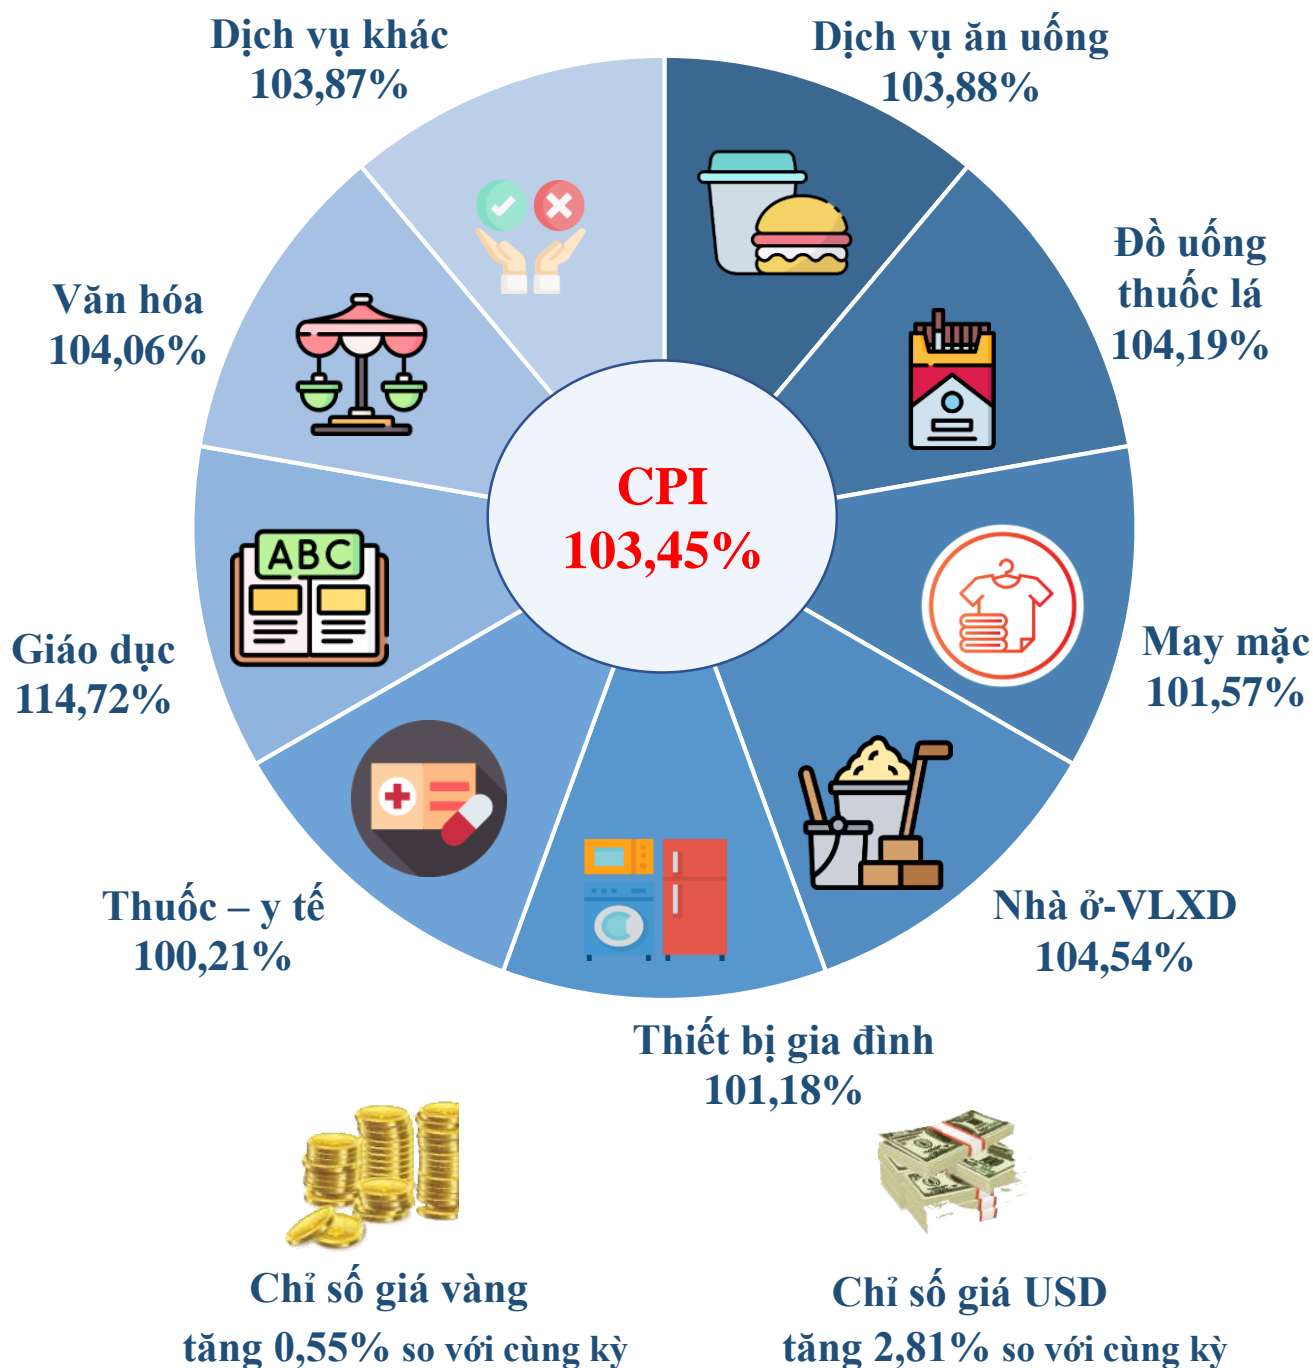 Dịch vụ khác
103,87%
Dịch vụ ăn uống
103,88%
Đồ uống
thuốc lá
104,19%
Văn hóa
104,06%
CPI
103,45%
ABC
Giáo dục
114,72%
May mặc
101,57%
Thuốc – y tế
100,21%
Nhà ở-VLXD
104,54%
Thiết bị gia đình
101,18%
Chỉ số giá vàng
tăng 0,55% so với cùng kỳ
Chỉ số giá USD
tăng 2,81% so với cùng kỳ